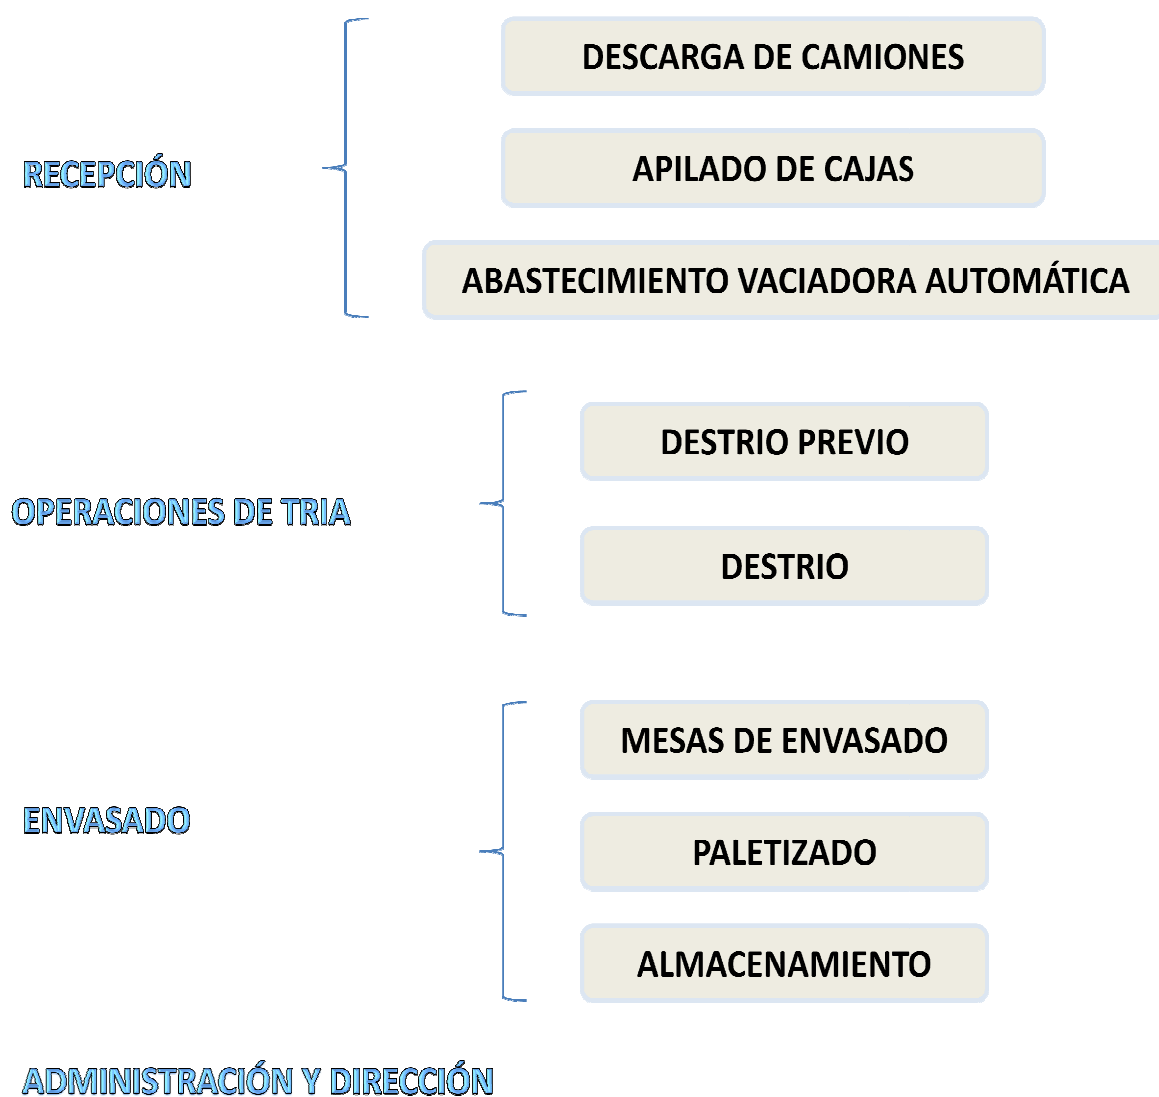 RECEPCIÓN
DESCARGA DE CAMIONES
APILADO DE CAJAS
ABASTECIMIENTO VACIADORA AUTOMÁTICA
OPERACIONES DE TRIA
DESTRIO PREVIO
DESTRIO
ENVASADO
MESAS DE ENVASADO
PALETIZADO
ALMACENAMIENTO
ADMINISTRACIÓN Y DIRECCIÓN